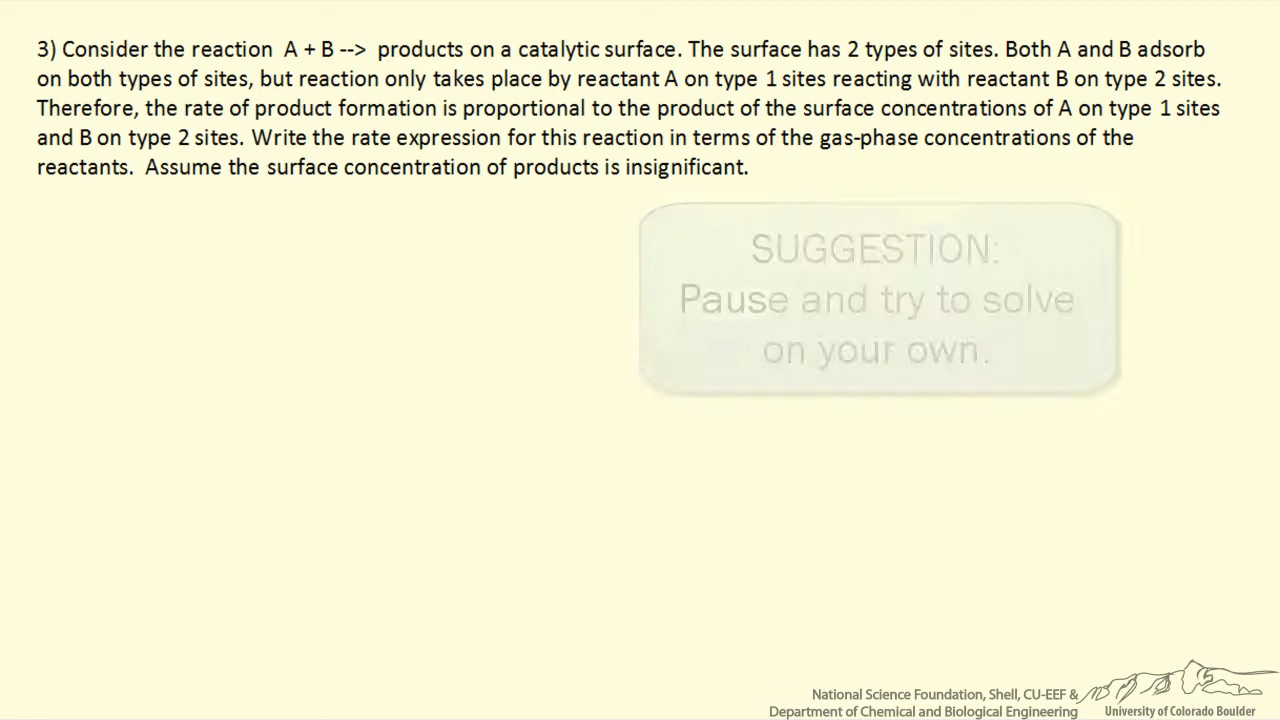 3) Consider the reaction  A + B -->  products on a catalytic surface. The surface has 2 types of sites. Both A and B adsorb
on both types of sites, but reaction only takes place by reactant A on type 1 sites reacting with reactant B on type 2 sites.
Therefore, the rate of product formation is proportional to the product of the surface concentrations of A on type 1 sites
and B on type 2 sites. Write the rate expression for this reaction in terms of the gas-phase concentrations of the
reactants.  Assume the surface concentration of products is insignificant.
SUGGESTION:
Pause and try to solve
on your own.
National Science Foundation, Shell, CU-EEF &
Department of Chemical and Biological Engineering
University of Colorado Boulder